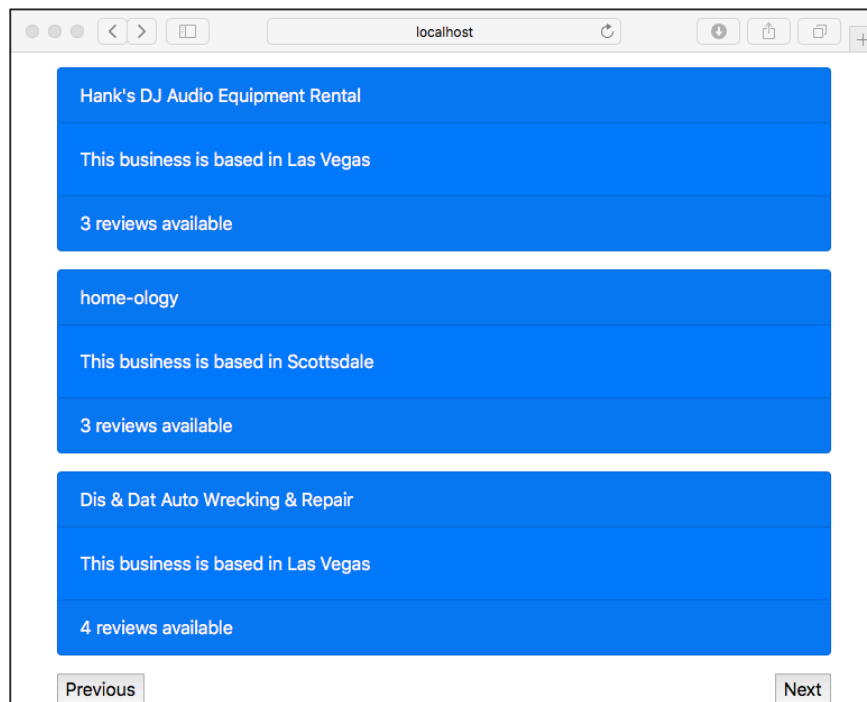 localhost
Hank's DJ Audio Equipment Rental
This business is based in Las Vegas
3 reviews available
home-ology
This business is based in Scottsdale
3 reviews available
Dis & Dat Auto Wrecking & Repair
This business is based in Las Vegas
4 reviews available
Previous Next